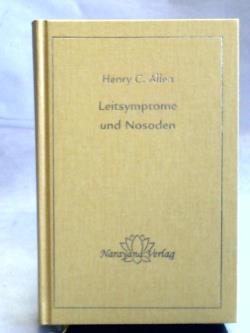 Henry C. Allen
Leitsymptome
und Nosoden
Narayana Verlag